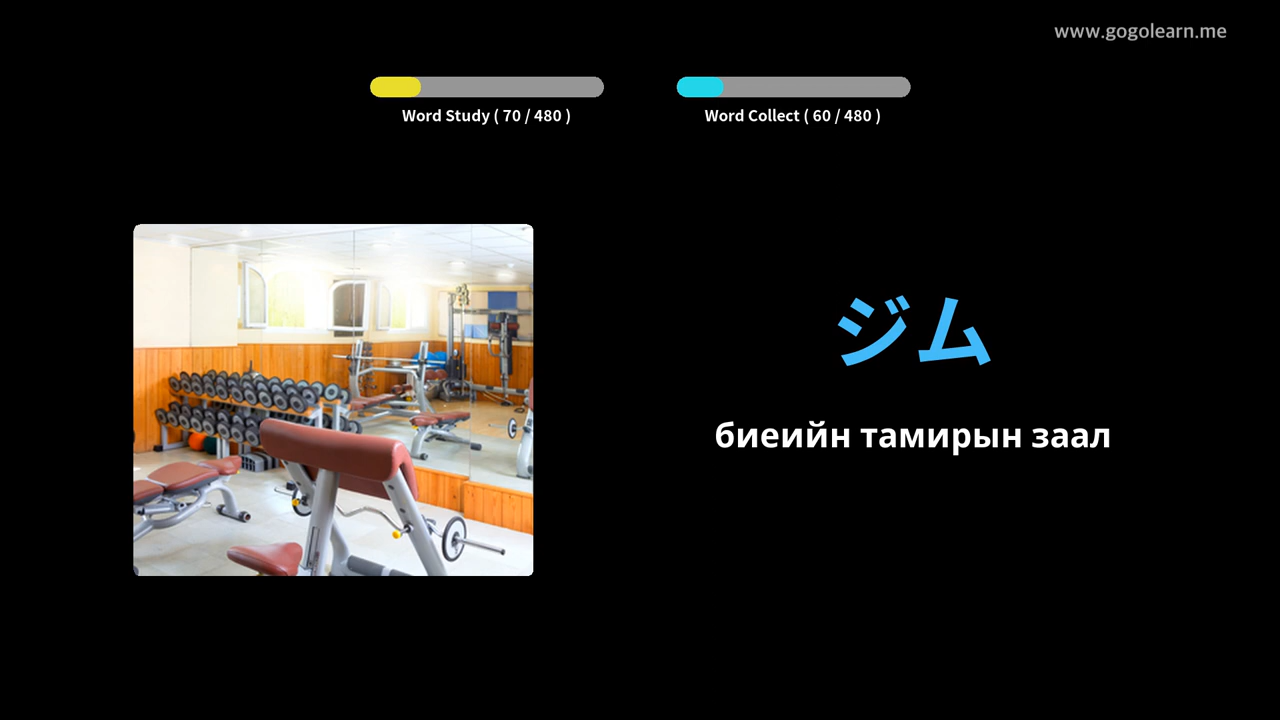 www.gogolearn.me
Word Study ( 70 / 480 )
Word Collect ( 60 / 480 )
ジム
биеийн тамирын заал